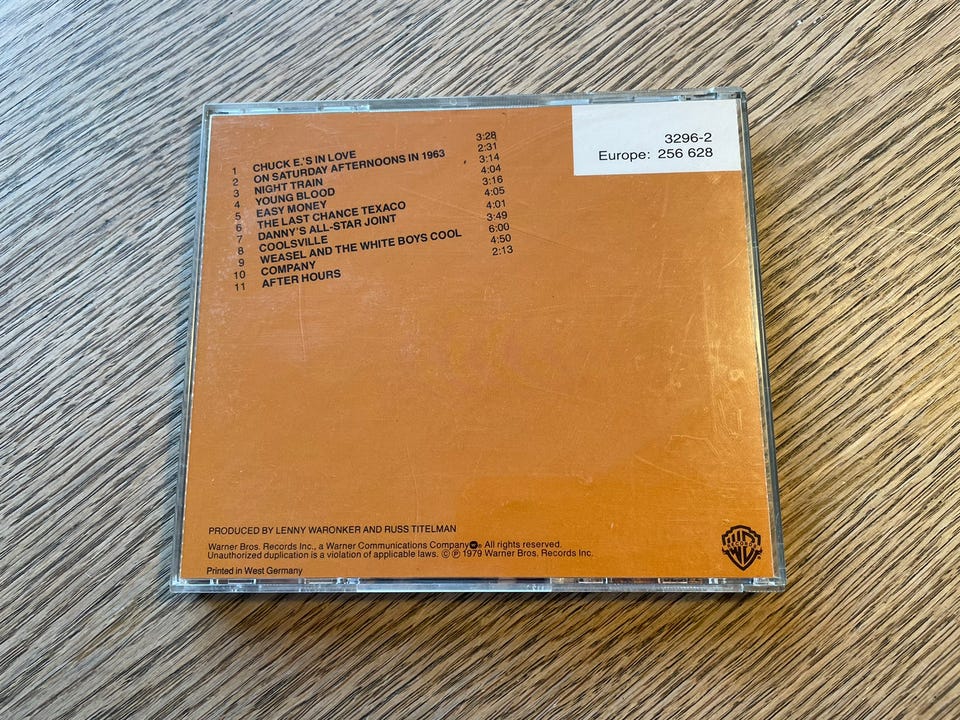 3296-2
Europe: 256 628
1 CHUCK E.'S IN LOVE 3:28
2 ON SATURDAY AFTERNOONS IN 1963 2:31
3 NIGHT TRAIN 3:14
4 YOUNG BLOOD 4:04
5 EASY MONEY 3:16
6 THE LAST CHANCE TEXACO 4:05
7 DANNY'S ALL-STAR JOINT 4:01
8 COOLSVILLE 3:49
9 WEASEL AND THE WHITE BOYS COOL 6:00
10 COMPANY 4:50
11 AFTER HOURS 2:13
PRODUCED BY LENNY WARONKER AND RUSS TITELMAN
Warner Bros. Records Inc., a Warner Communications Company. All rights reserved.
Unauthorized duplication is a violation of applicable laws. © ℗ 1979 Warner Bros. Records Inc.
Printed in West Germany
WB
RECORDS